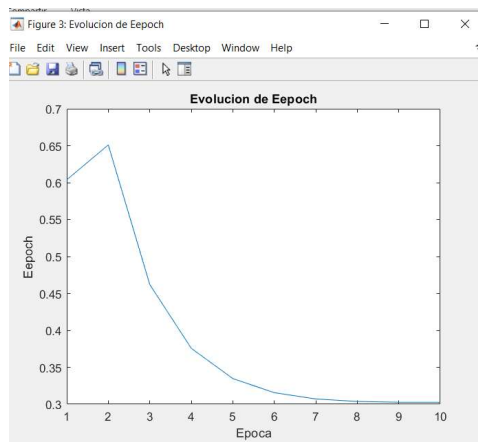 Compartir Vista
Figure 3: Evolucion de Eepoch
File Edit View Insert Tools Desktop Window Help
Evolucion de Eepoch
0.7
0.65
0.6
0.55
0.5
0.45
0.4
0.35
0.3
Eepoch
1 2 3 4 5 6 7 8 9 10
Epoca